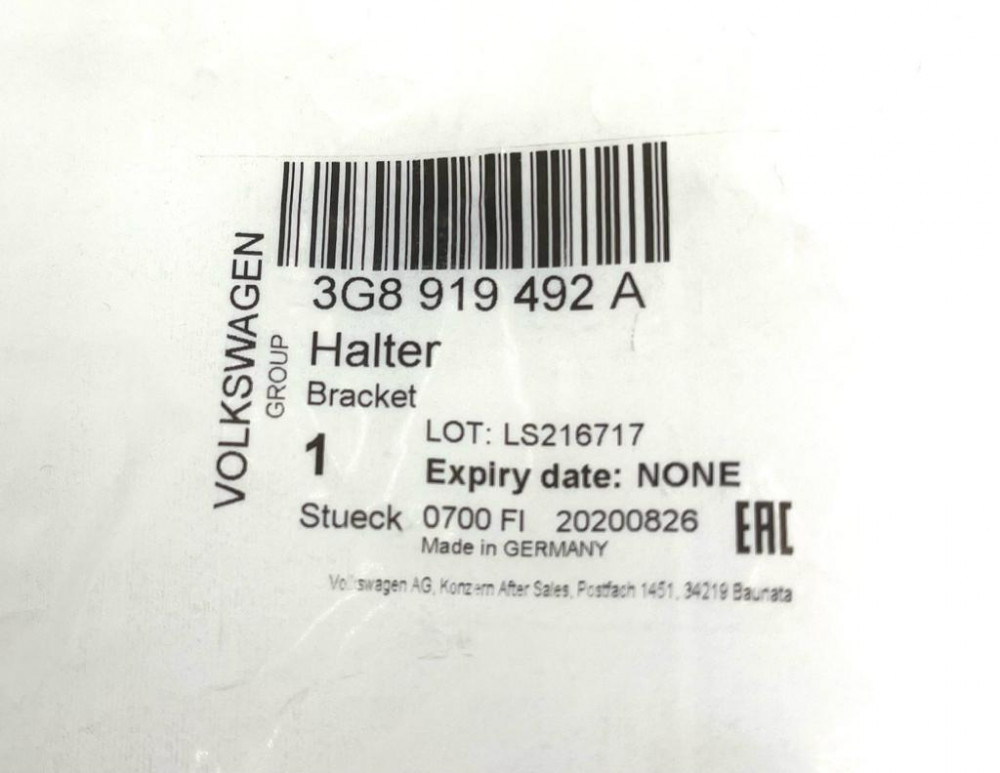 VOLKSWAGEN
GROUP
3G8 919 492 A
Halter
Bracket
1
LOT: LS216717
Expiry date: NONE
Stueck 0700 FI 20200826
EAC
Made in GERMANY
Volkswagen AG, Konzern After Sales, Postfach 1451, 34219 Baunata